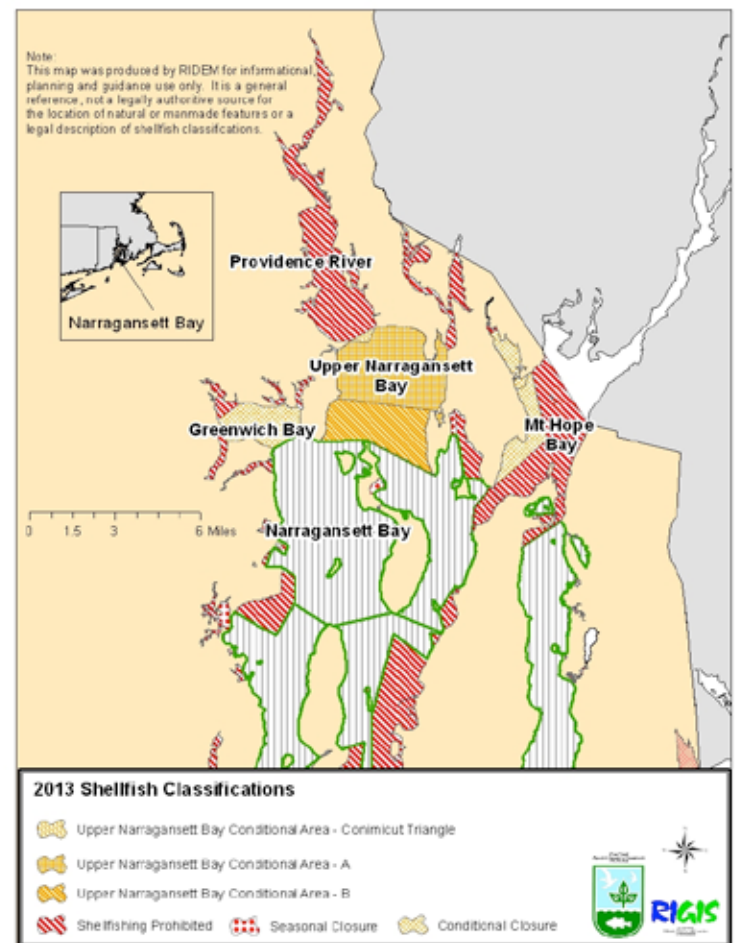 Note:
This map was produced by RIDEM for informational,
planning and guidance use only. It is a general
reference, not a legally authoritive source for
the location of natural or manmade features or a
legal description of shellfish classifications.
Providence River
Narragansett Bay
Upper Narragansett
Bay
Greenwich Bay
Mt Hope
Bay
0 1.5 3 6 Miles
Narragansett Bay
2013 Shellfish Classifications
Upper Narragansett Bay Conditional Area - Conimicut Triangle
Upper Narragansett Bay Conditional Area - A
Upper Narragansett Bay Conditional Area - B
Shellfishing Prohibited
Seasonal Closure
Conditional Closure
RIGIS